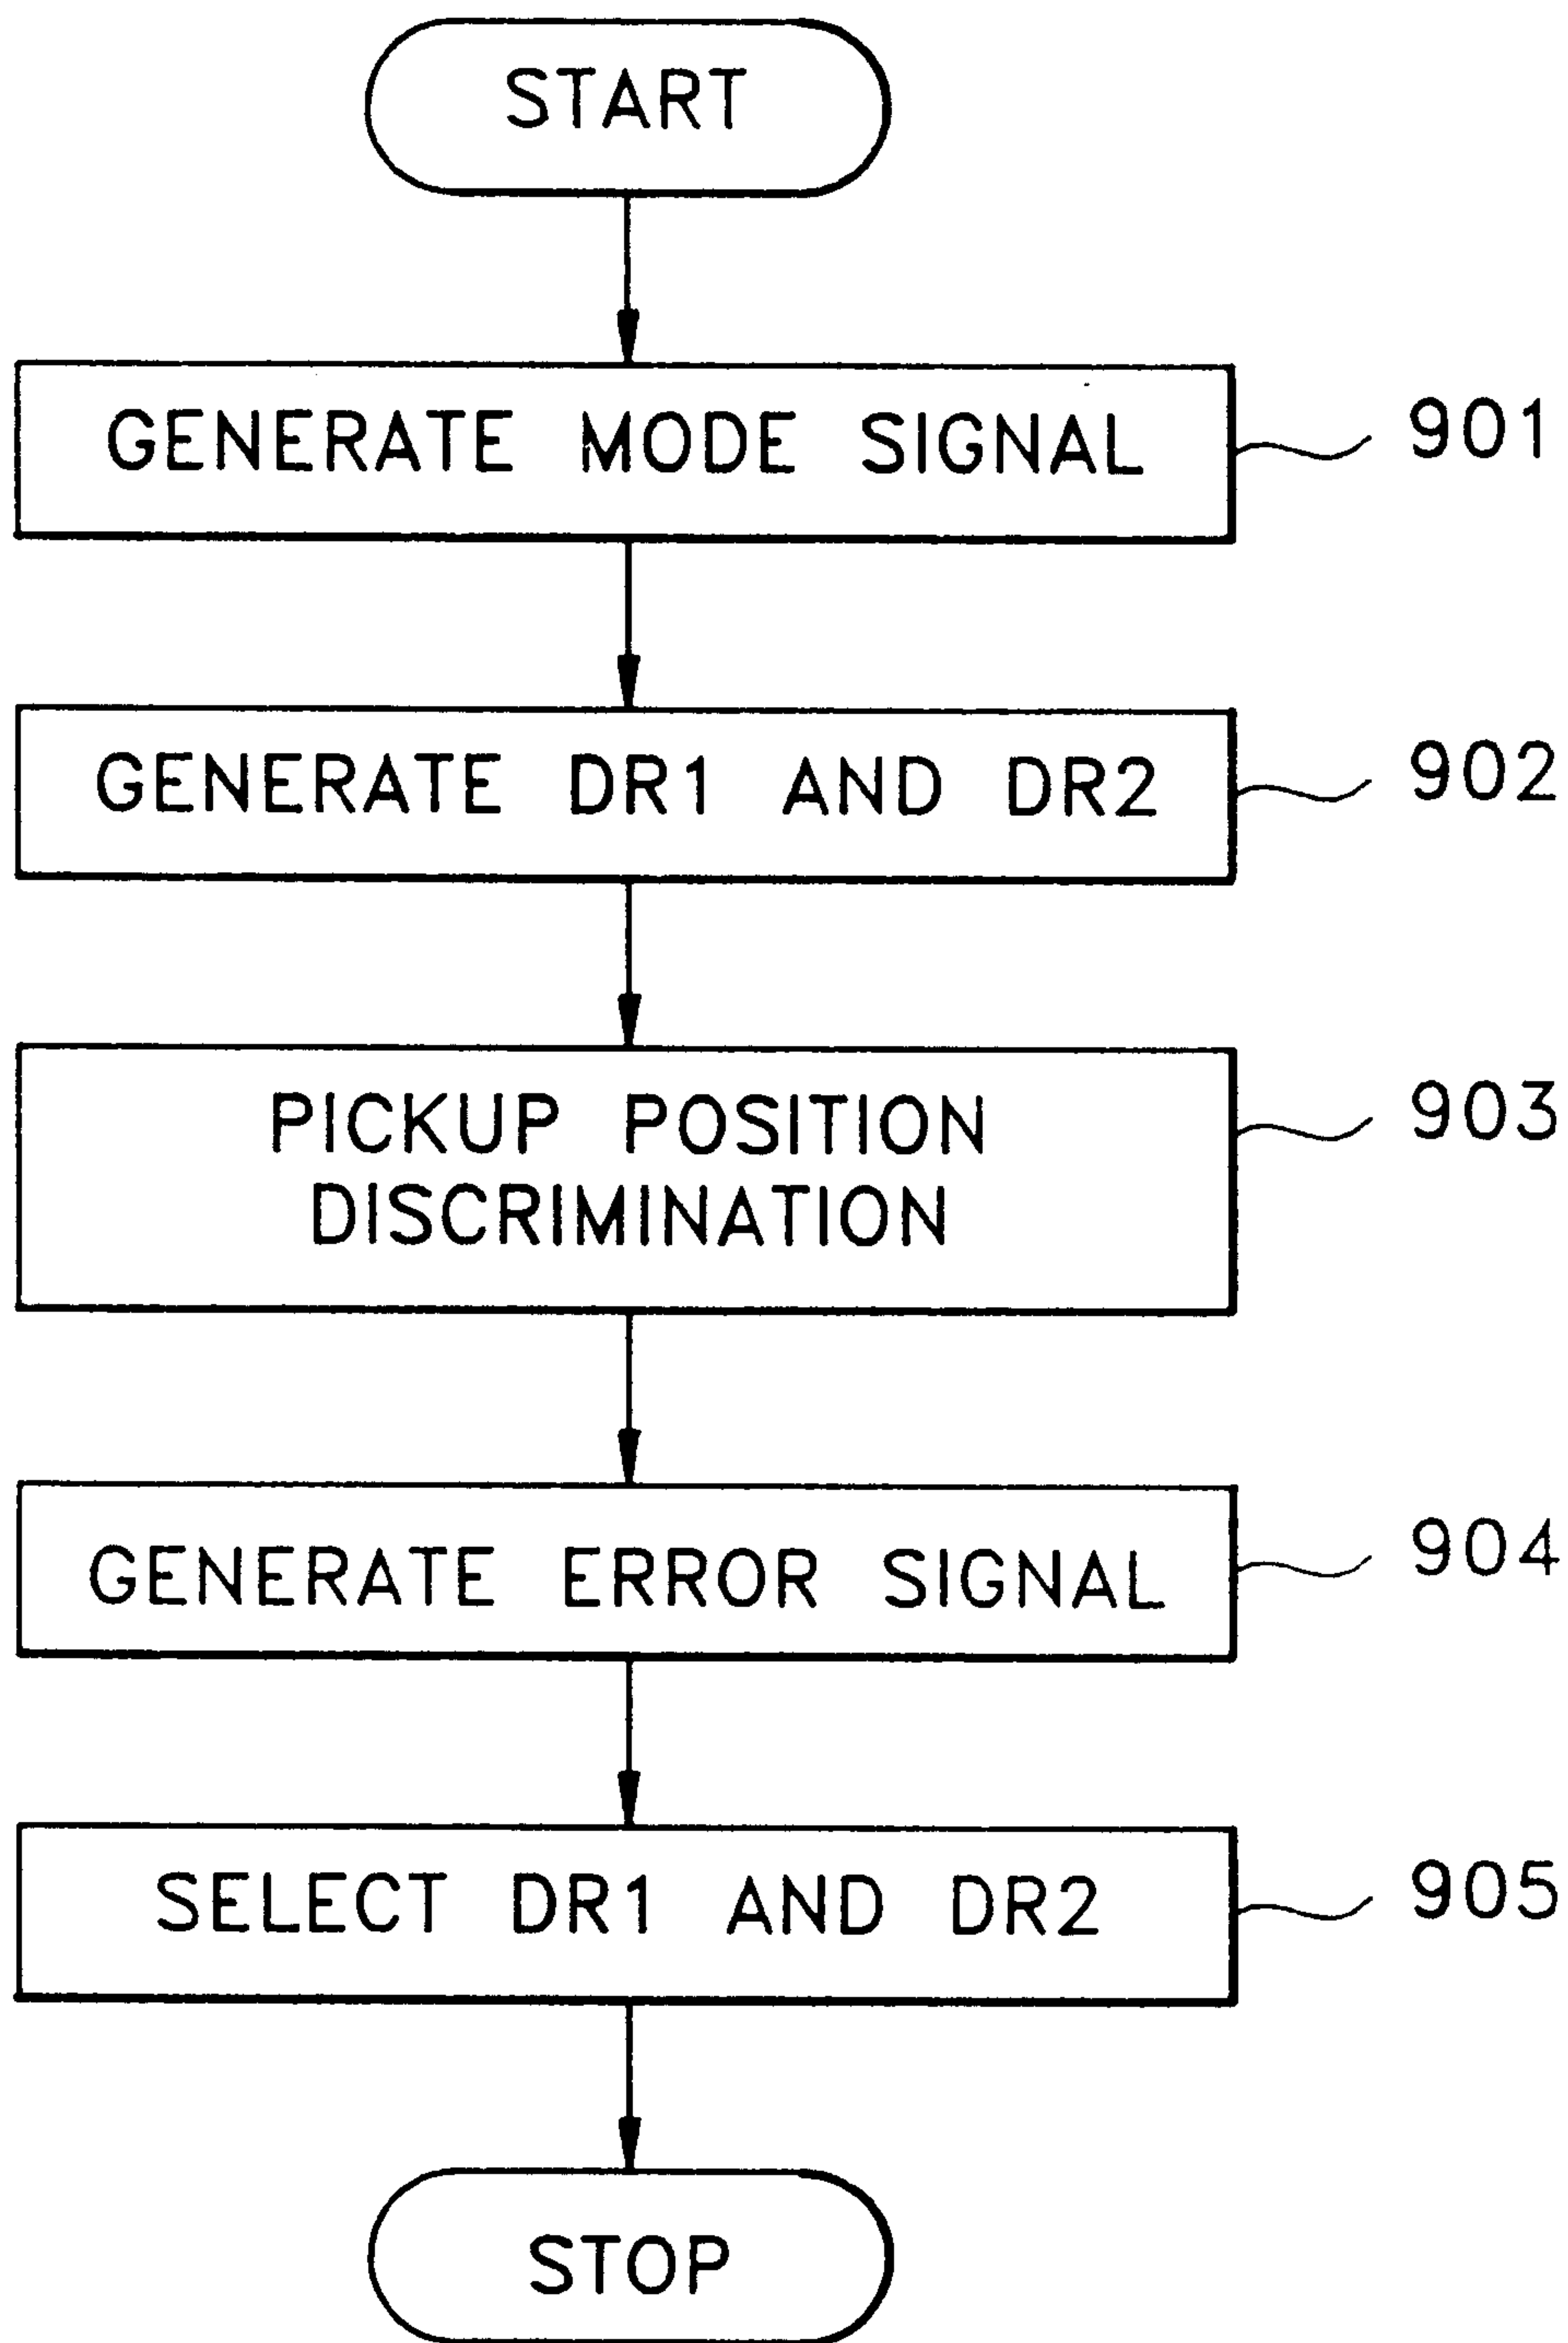 START
GENERATE MODE SIGNAL 901
GENERATE DR1 AND DR2 902
PICKUP POSITION 903
DISCRIMINATION
GENERATE ERROR SIGNAL 904
SELECT DR1 AND DR2 905
STOP